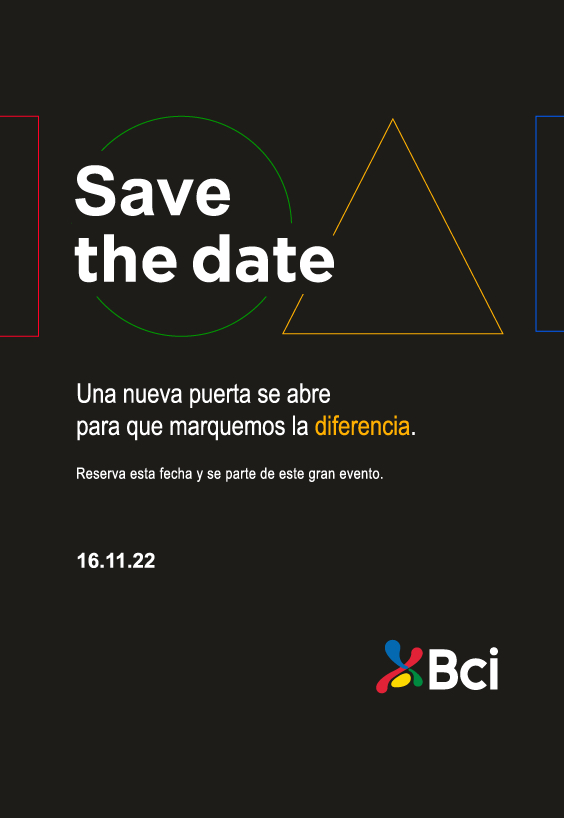 Save
the date
Una nueva puerta se abre
para que marquemos la diferencia.
Reserva esta fecha y se parte de este gran evento.
16.11.22
Bci